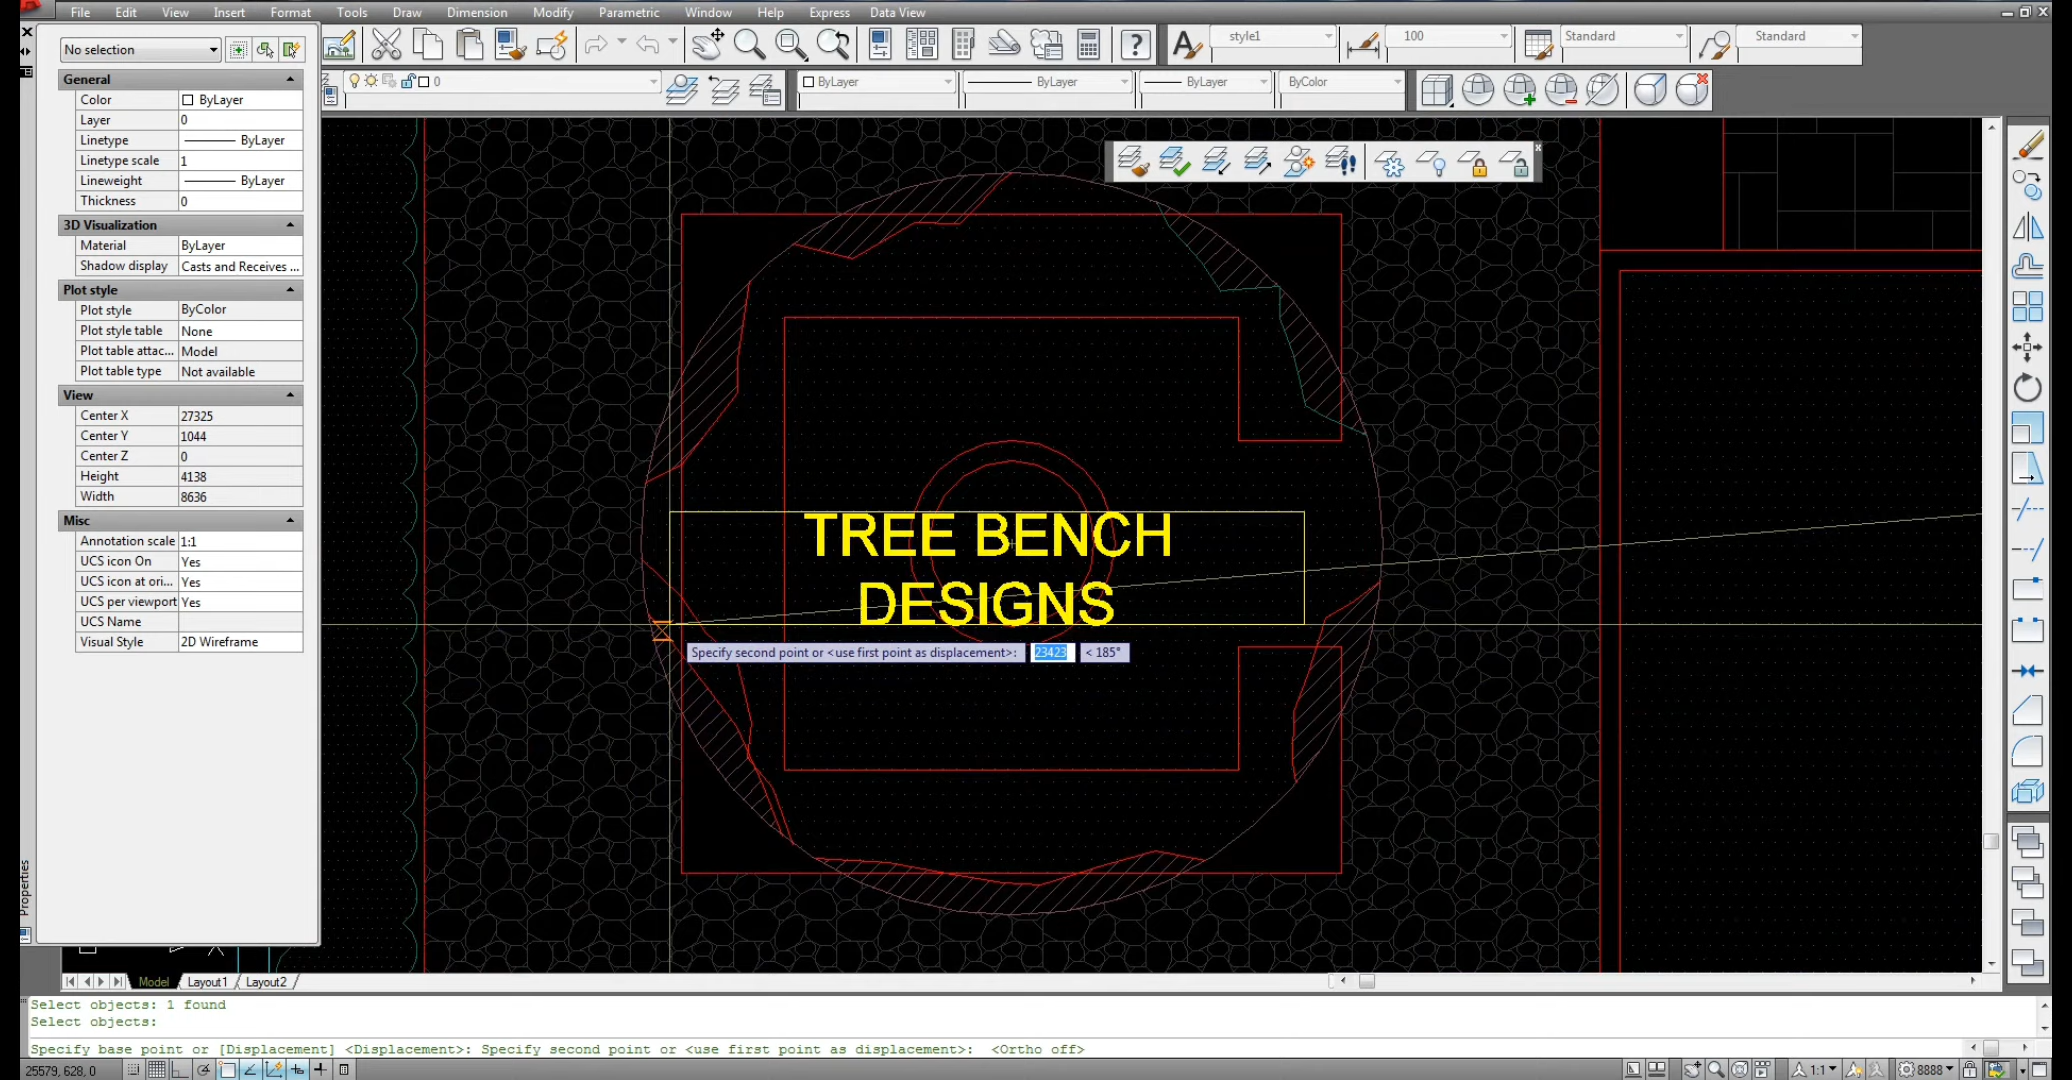 File Edit View Insert Format Tools Draw Dimension Modify Parametric Window Help Express Data View
No selection
style1 100 Standard Standard
0 ByLayer ByLayer ByLayer ByColor
General
Color ByLayer
Layer 0
Linetype ByLayer
Linetype scale 1
Lineweight ByLayer
Thickness 0
3D Visualization
Material ByLayer
Shadow display Casts and Receives ...
Plot style
Plot style ByColor
Plot style table None
Plot table attac... Model
Plot table type Not available
View
Center X 27325
Center Y 1044
Center Z 0
Height 4138
Width 8636
Misc
Annotation scale 1:1
UCS icon On Yes
UCS icon at ori... Yes
UCS per viewport Yes
UCS Name
Visual Style 2D Wireframe
Properties
TREE BENCH
DESIGNS
Specify second point or <use first point as displacement>: 23423 < 185°
Model Layout1 Layout2
Select objects: 1 found
Select objects:
Specify base point or [Displacement] <Displacement>: Specify second point or <use first point as displacement>: <Ortho off>
25579, 628, 0 1:1 8888